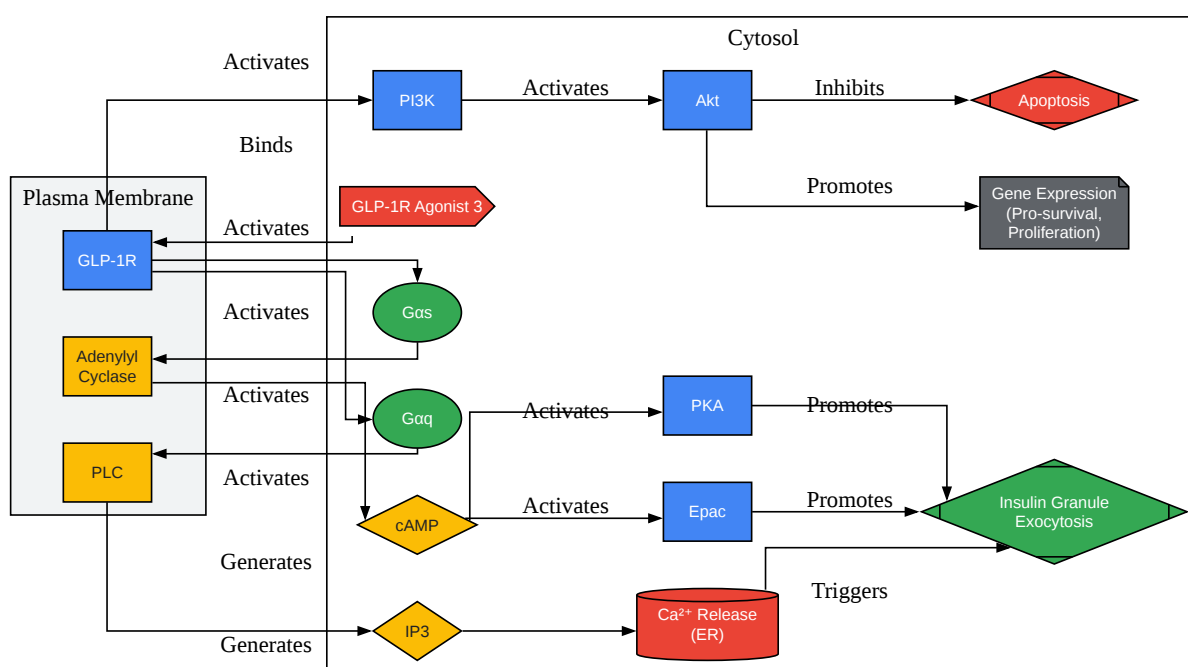 Cytosol
Activates
PI3K
Activates
Akt
Inhibits
Apoptosis
Binds
Plasma Membrane
GLP-1R Agonist 3
Promotes
Gene Expression
(Pro-survival,
Proliferation)
Activates
GLP-1R
Gαs
Activates
Adenylyl
Cyclase
Activates
Gαq
Activates
PKA
Promotes
PLC
Activates
cAMP
Activates
Epac
Promotes
Insulin Granule
Exocytosis
Generates
Triggers
Ca²⁺ Release
(ER)
IP3
Generates